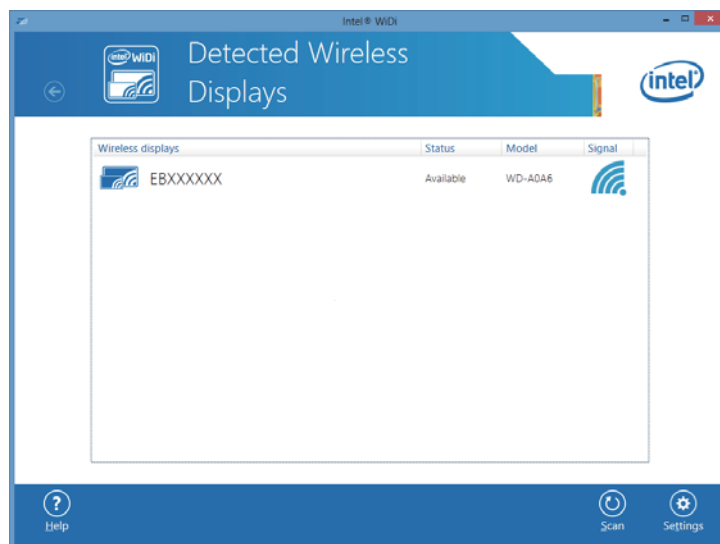 Intel® WiDi
intel WiDi
Detected Wireless
Displays
intel
Wireless displays Status Model Signal
EBXXXXXX Available WD-A0A6
?
Help Scan Settings